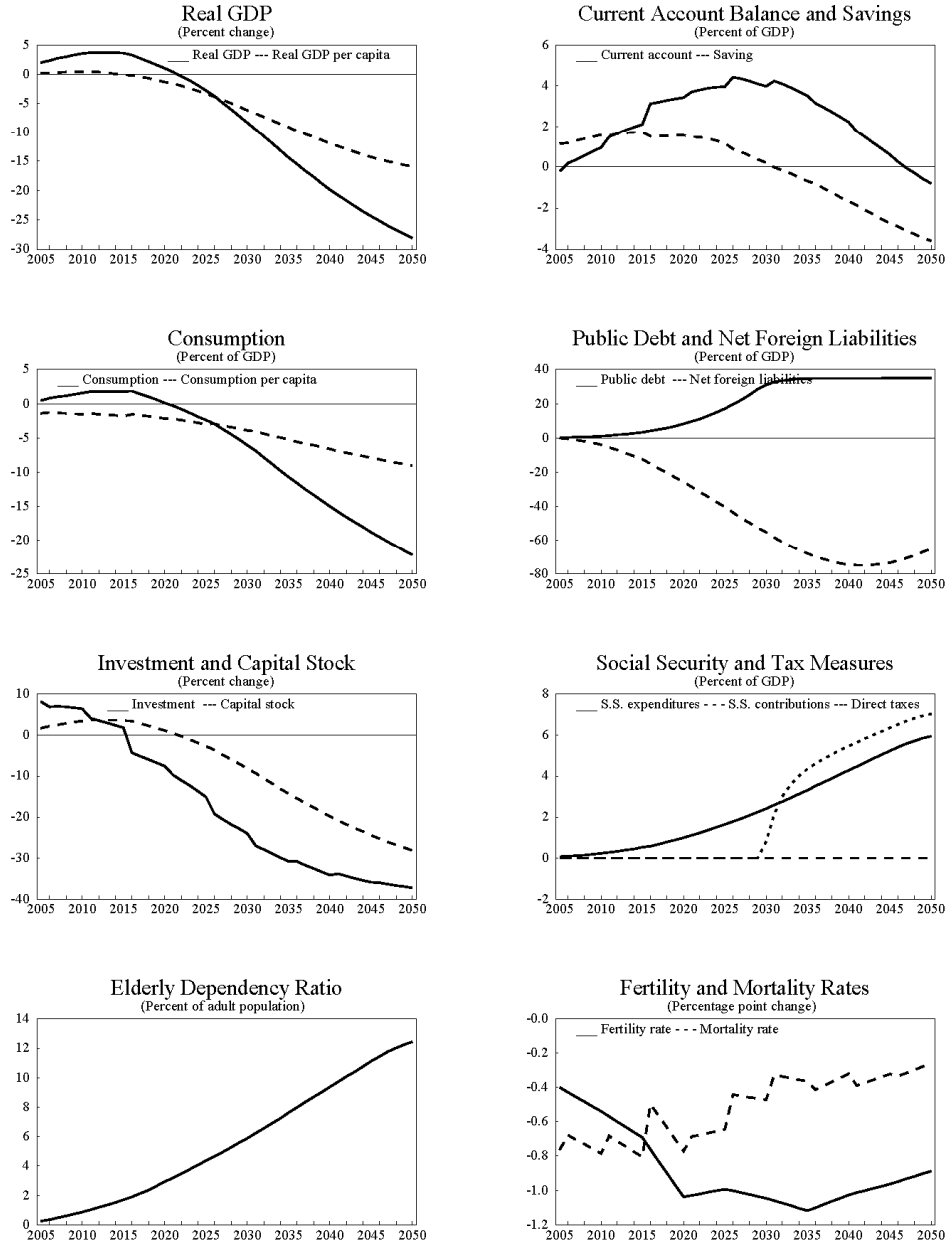 Real GDP
(Percent change)
___ Real GDP --- Real GDP per capita
5
0
-5
-10
-15
-20
-25
-30
2005 2010 2015 2020 2025 2030 2035 2040 2045 2050
Current Account Balance and Savings
(Percent of GDP)
___ Current account --- Saving
6
4
2
0
-2
-4
2005 2010 2015 2020 2025 2030 2035 2040 2045 2050
Consumption
(Percent of GDP)
___ Consumption --- Consumption per capita
5
0
-5
-10
-15
-20
-25
2005 2010 2015 2020 2025 2030 2035 2040 2045 2050
Public Debt and Net Foreign Liabilities
(Percent of GDP)
___ Public debt --- Net foreign liabilities
40
20
0
-20
-40
-60
-80
2005 2010 2015 2020 2025 2030 2035 2040 2045 2050
Investment and Capital Stock
(Percent change)
___ Investment --- Capital stock
10
0
-10
-20
-30
-40
2005 2010 2015 2020 2025 2030 2035 2040 2045 2050
Social Security and Tax Measures
(Percent of GDP)
___ S.S. expenditures - - - S.S. contributions --- Direct taxes
8
6
4
2
0
-2
2005 2010 2015 2020 2025 2030 2035 2040 2045 2050
Elderly Dependency Ratio
(Percent of adult population)
14
12
10
8
6
4
2
0
2005 2010 2015 2020 2025 2030 2035 2040 2045 2050
Fertility and Mortality Rates
(Percentage point change)
___ Fertility rate - - - Mortality rate
-0.0
-0.2
-0.4
-0.6
-0.8
-1.0
-1.2
2005 2010 2015 2020 2025 2030 2035 2040 2045 2050